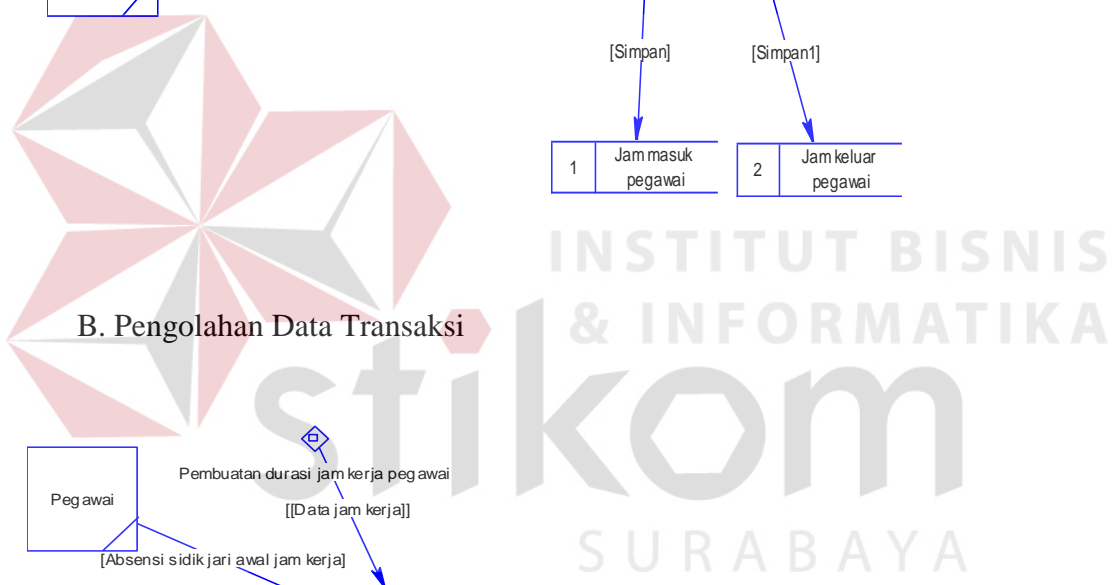 [Simpan]
[Simpan1]
1
Jam masuk
pegawai
2
Jam keluar
pegawai
INSTITUT BISNIS
& INFORMATIKA
B. Pengolahan Data Transaksi
stikom
Pegawai
Pembuatan durasi jam kerja pegawai
[[Data jam kerja]]
[Absensi sidik jari awal jam kerja]
SURABAYA